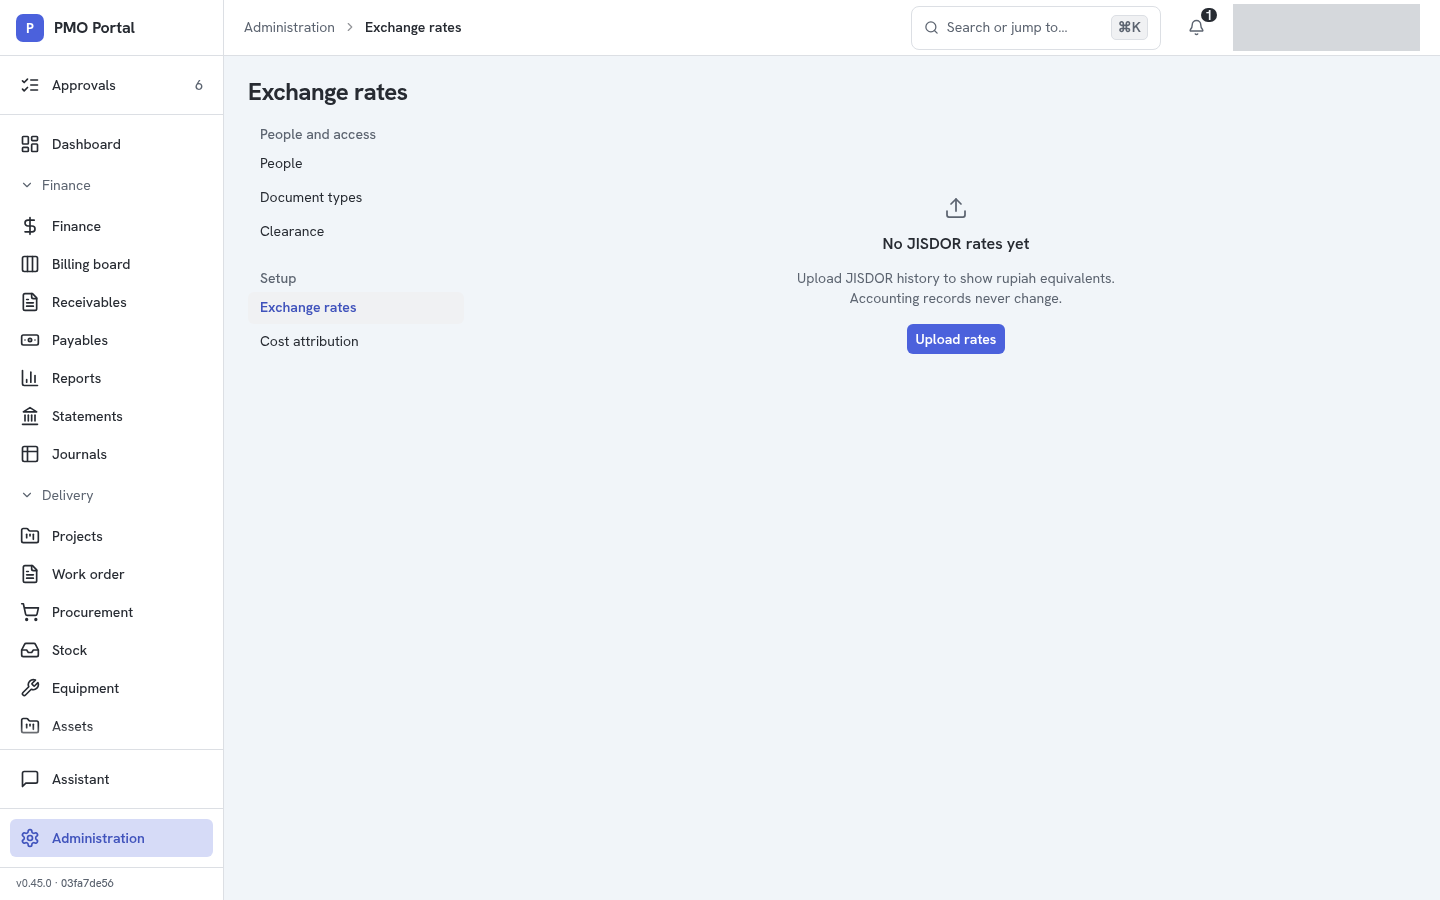 P PMO Portal
Administration > Exchange rates
Search or jump to... ⌘K
1
Approvals 6
Dashboard
Finance
Finance
Billing board
Receivables
Payables
Reports
Statements
Journals
Delivery
Projects
Work order
Procurement
Stock
Equipment
Assets
Assistant
Administration
v0.45.0 · 03fa7de56
Exchange rates
People and access
People
Document types
Clearance
Setup
Exchange rates
Cost attribution
No JISDOR rates yet
Upload JISDOR history to show rupiah equivalents.
Accounting records never change.
Upload rates